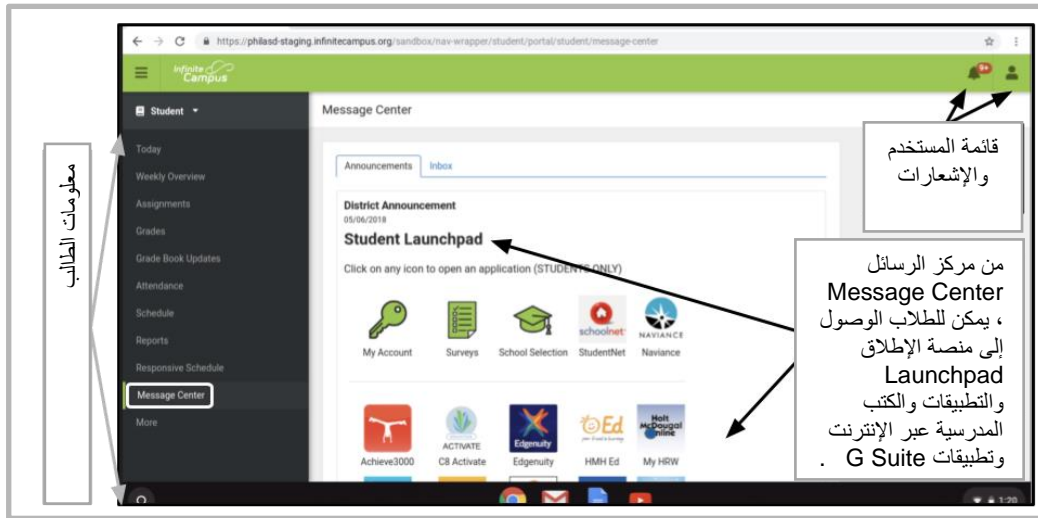 https://philasd-staging.infinitecampus.org/sandbox/nav-wrapper/student/portal/student/message-center
Infinite Campus
9+
Student
Message Center
Today
Weekly Overview
Assignments
Grades
Grade Book Updates
Attendance
Schedule
Reports
Responsive Schedule
Message Center
More
معلومات الطالب
Announcements Inbox
District Announcement
05/06/2018
Student Launchpad
Click on any icon to open an application (STUDENTS ONLY)
schoolnet
NAVIANCE
My Account Surveys School Selection StudentNet Naviance
ACTIVATE
Edgenuity
Ed
Holt
McDougal
Online
Achieve3000 C8 Activate Edgenuity HMH Ed My HRW
قائمة المستخدم
والإشعارات
من مركز الرسائل
Message Center
، يمكن للطلاب الوصول
إلى منصة الإطلاق
Launchpad
والتطبيقات والكتب
المدرسية عبر الإنترنت
وتطبيقات G Suite .
1:20